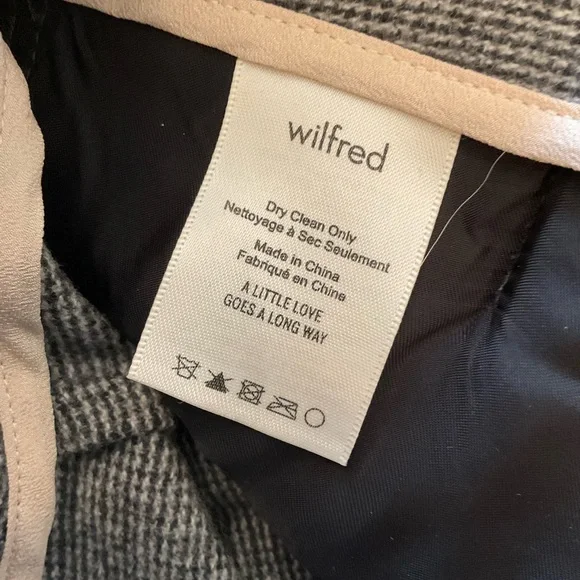 wilfred
Dry Clean Only
Nettoyage à Sec Seulement
Made in China
Fabriqué en Chine
A LITTLE LOVE
GOES A LONG WAY